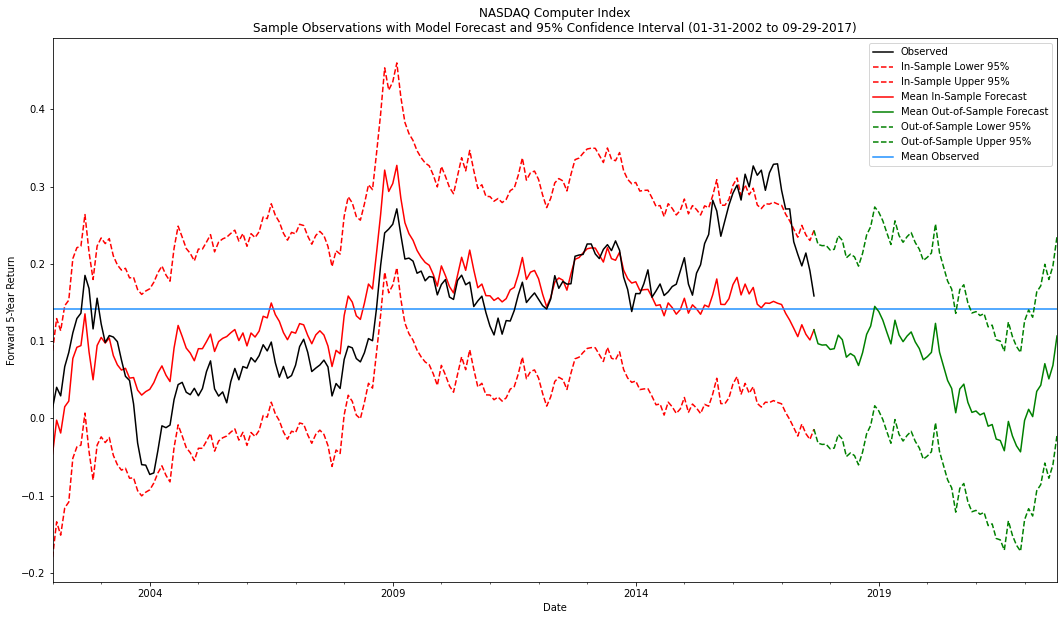 NASDAQ Computer Index
Sample Observations with Model Forecast and 95% Confidence Interval (01-31-2002 to 09-29-2017)
Observed
In-Sample Lower 95%
In-Sample Upper 95%
Mean In-Sample Forecast
Mean Out-of-Sample Forecast
Out-of-Sample Lower 95%
Out-of-Sample Upper 95%
Mean Observed
Forward 5-Year Return
0.4
0.3
0.2
0.1
0.0
−0.1
−0.2
2004
2009
2014
2019
Date